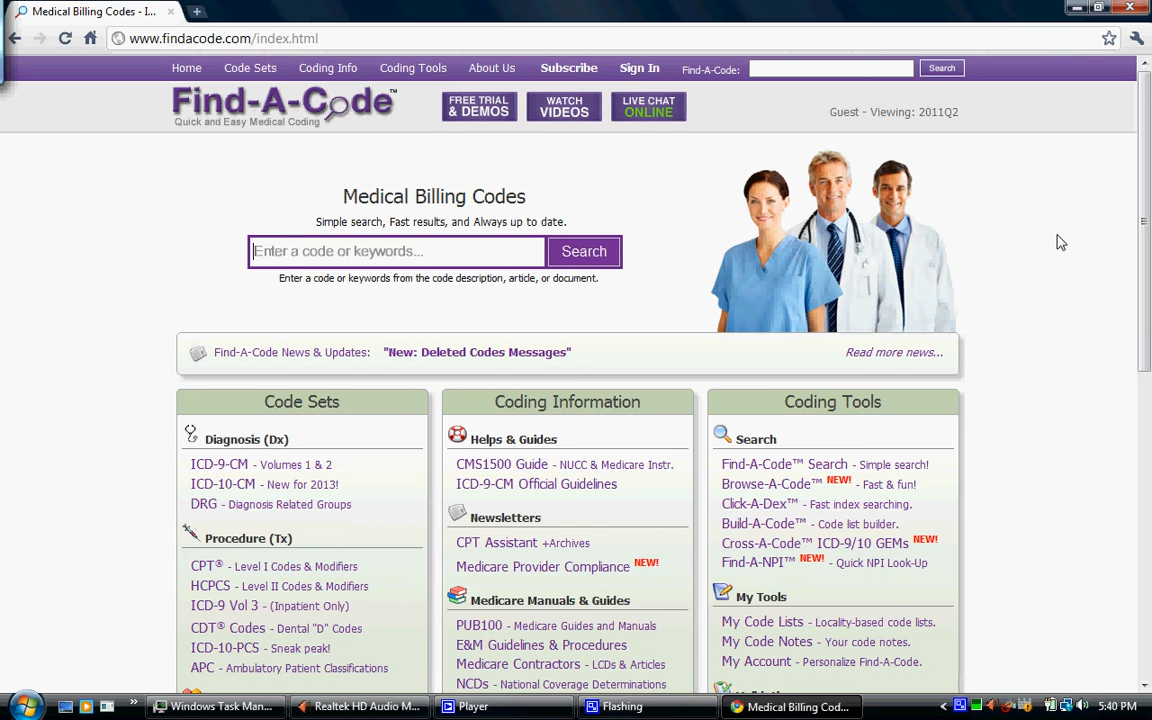 Medical Billing Codes - I...
www.findacode.com/index.html
Home Code Sets Coding Info Coding Tools About Us Subscribe Sign In Find-A-Code: Search
Find-A-Code™
Quick and Easy Medical Coding
FREE TRIAL
& DEMOS
WATCH
VIDEOS
LIVE CHAT
ONLINE
Guest - Viewing: 2011Q2
Medical Billing Codes
Simple search, Fast results, and Always up to date.
Enter a code or keywords... Search
Enter a code or keywords from the code description, article, or document.
Find-A-Code News & Updates: "New: Deleted Codes Messages" Read more news...
Code Sets
Diagnosis (Dx)
ICD-9-CM - Volumes 1 & 2
ICD-10-CM - New for 2013!
DRG - Diagnosis Related Groups
Procedure (Tx)
CPT® - Level I Codes & Modifiers
HCPCS - Level II Codes & Modifiers
ICD-9 Vol 3 - (Inpatient Only)
CDT® Codes - Dental "D" Codes
ICD-10-PCS - Sneak peak!
APC - Ambulatory Patient Classifications
Coding Information
Helps & Guides
CMS1500 Guide - NUCC & Medicare Instr.
ICD-9-CM Official Guidelines
Newsletters
CPT Assistant +Archives
Medicare Provider Compliance NEW!
Medicare Manuals & Guides
PUB100 - Medicare Guides and Manuals
E&M Guidelines & Procedures
Medicare Contractors - LCDs & Articles
NCDs - National Coverage Determinations
Coding Tools
Search
Find-A-Code™ Search - Simple search!
Browse-A-Code™ NEW! - Fast & fun!
Click-A-Dex™ - Fast index searching.
Build-A-Code™ - Code list builder.
Cross-A-Code™ ICD-9/10 GEMs NEW!
Find-A-NPI™ NEW! - Quick NPI Look-Up
My Tools
My Code Lists - Locality-based code lists.
My Code Notes - Your code notes.
My Account - Personalize Find-A-Code.
Windows Task Man... Realtek HD Audio M... Player Flashing Medical Billing Cod... 5:40 PM